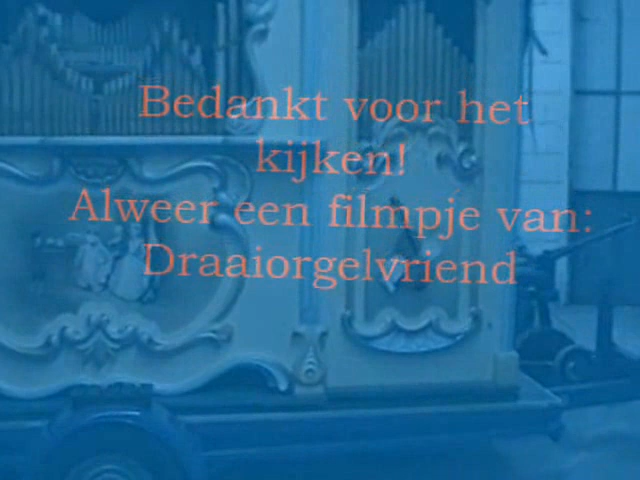 Bedankt voor het
kijken!
Alweer een filmpje van:
Draaiorgelvriend